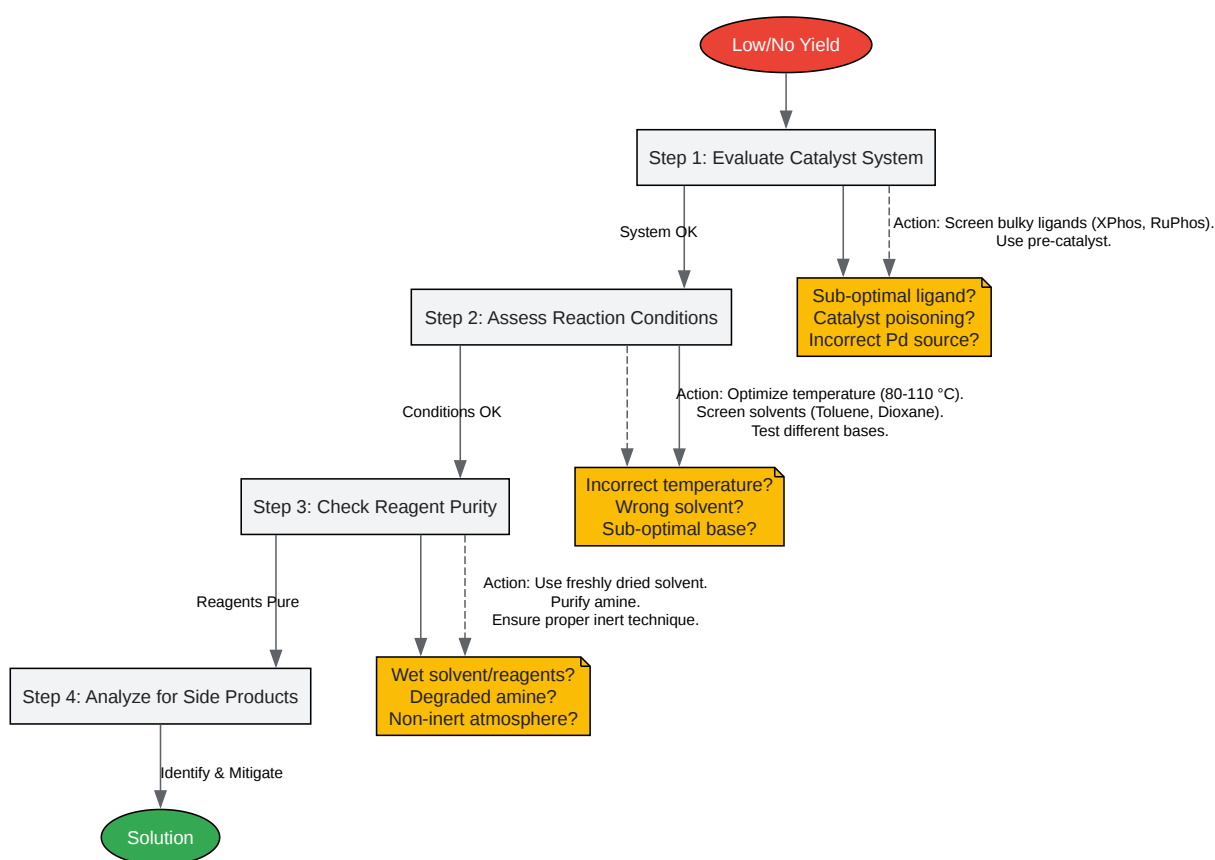 Low/No Yield
Step 1: Evaluate Catalyst System
System OK
Action: Screen bulky ligands (XPhos, RuPhos).
Use pre-catalyst.
Sub-optimal ligand?
Catalyst poisoning?
Incorrect Pd source?
Step 2: Assess Reaction Conditions
Conditions OK
Action: Optimize temperature (80-110 °C).
Screen solvents (Toluene, Dioxane).
Test different bases.
Incorrect temperature?
Wrong solvent?
Sub-optimal base?
Step 3: Check Reagent Purity
Reagents Pure
Action: Use freshly dried solvent.
Purify amine.
Ensure proper inert technique.
Wet solvent/reagents?
Degraded amine?
Non-inert atmosphere?
Step 4: Analyze for Side Products
Identify & Mitigate
Solution